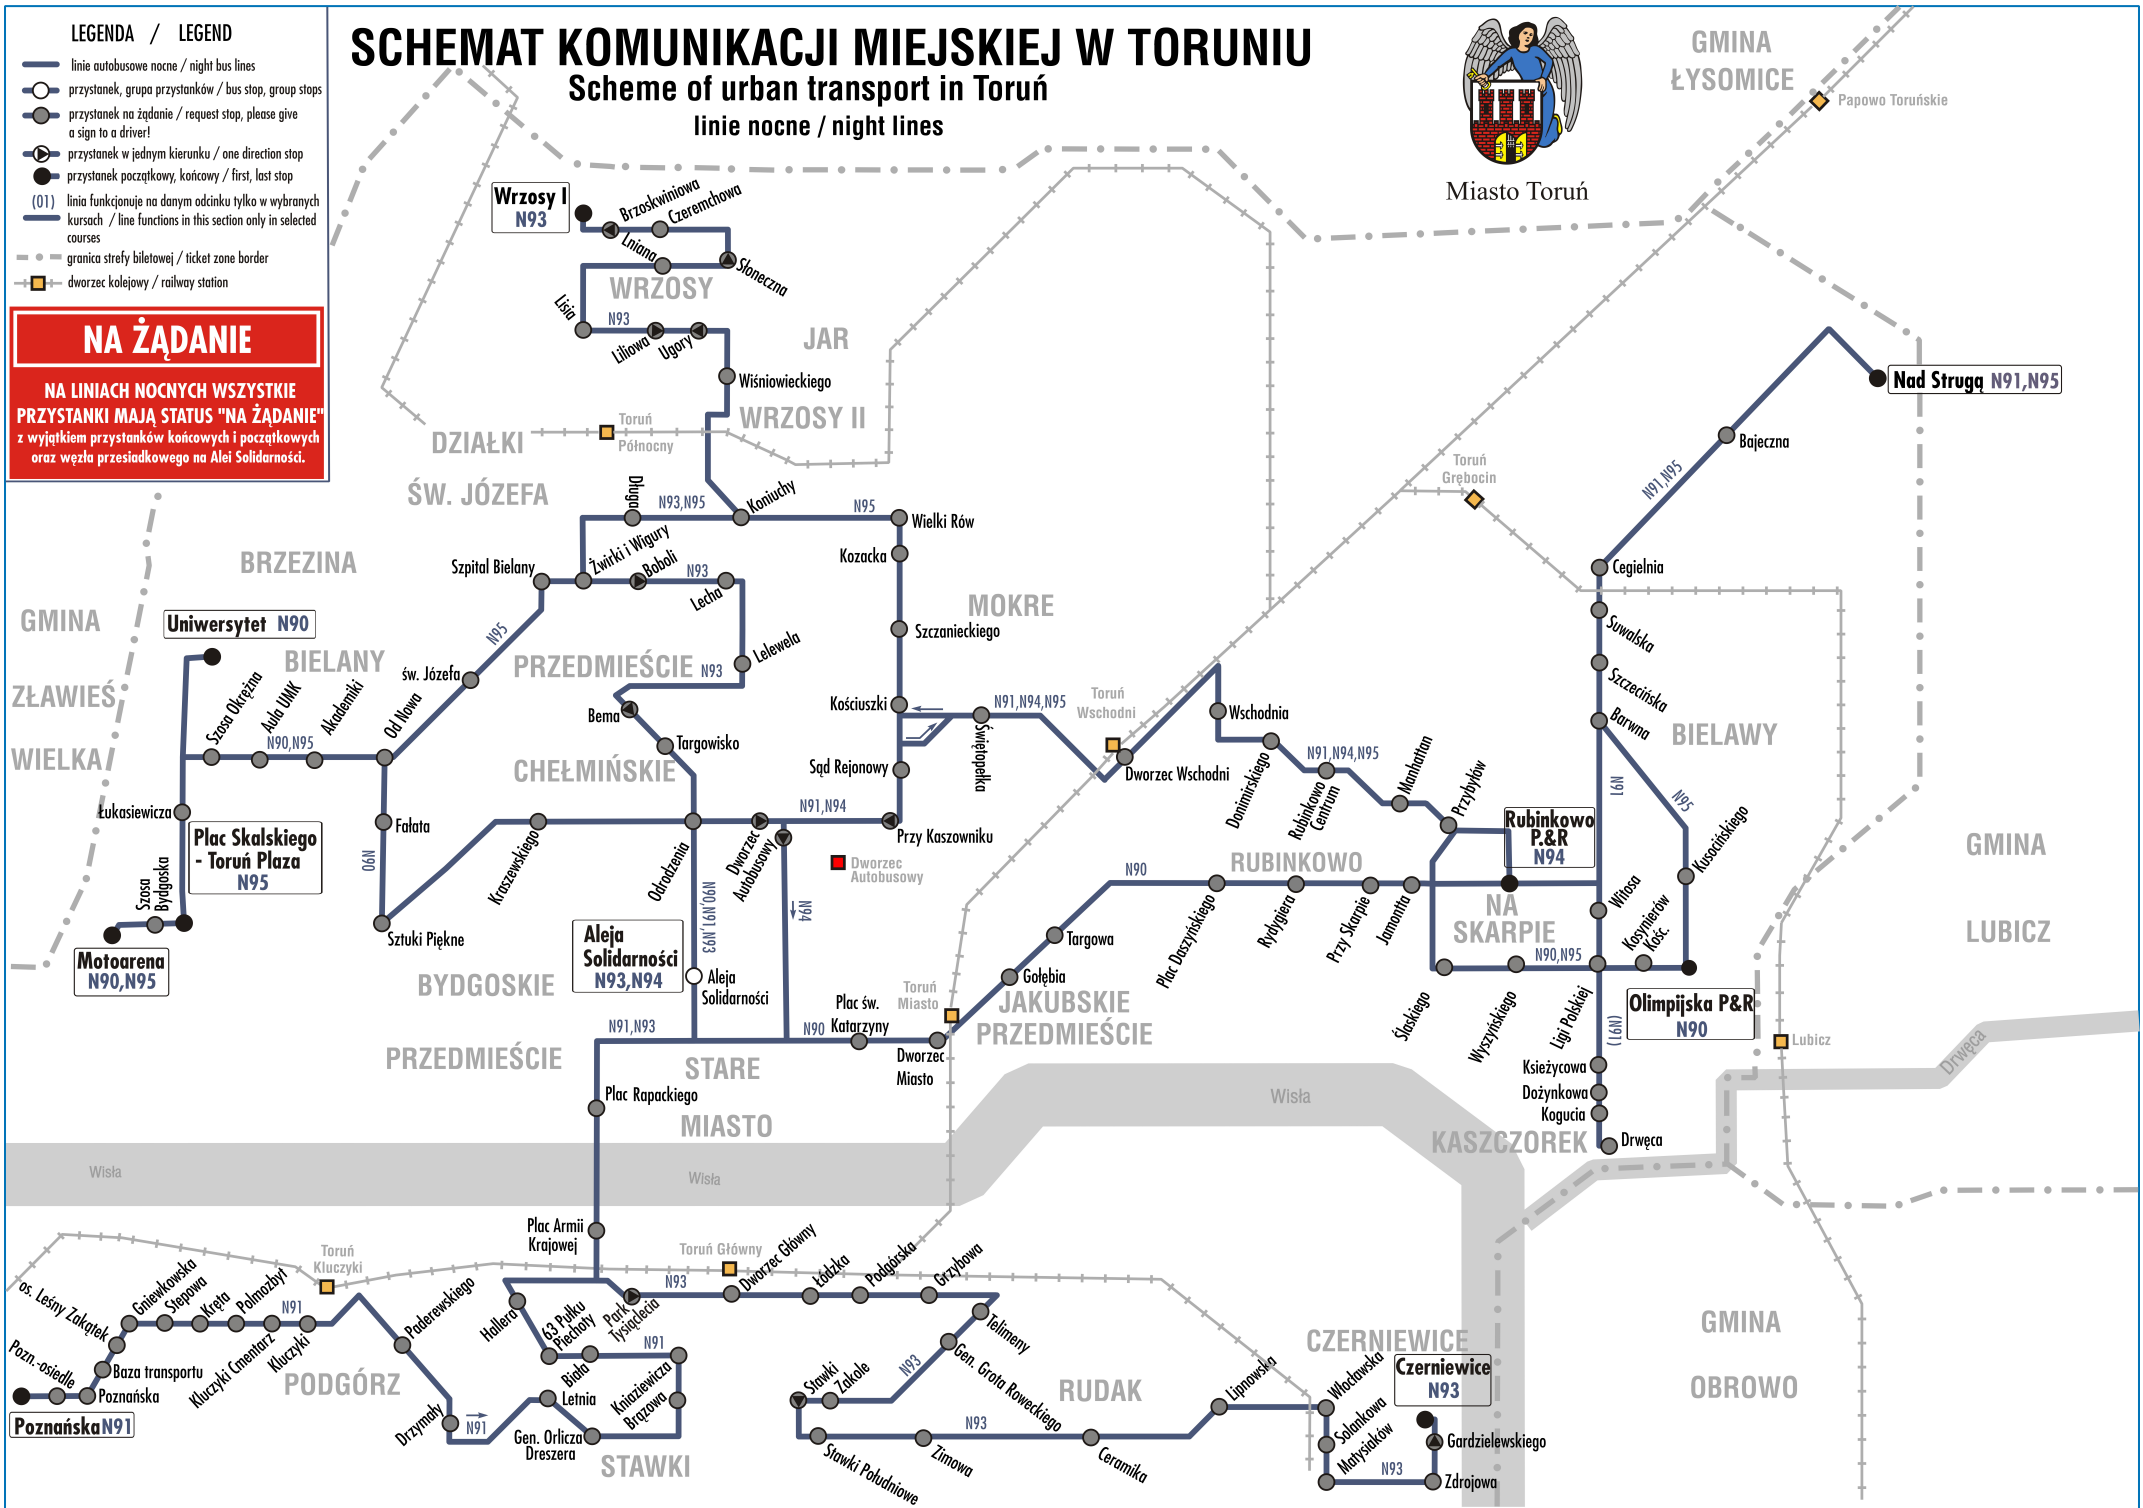 LEGENDA / LEGEND
linie autobusowe nocne / night bus lines
przystanek, grupa przystanków / bus stop, group stops
przystanek na żądanie / request stop, please give
a sign to a driver!
przystanek w jednym kierunku / one direction stop
przystanek początkowy, końcowy / first, last stop
(01) linia funkcjonuje na danym odcinku tylko w wybranych
kursach / line functions in this section only in selected
courses
granica strefy biletowej / ticket zone border
dworzec kolejowy / railway station
NA ŻĄDANIE
NA LINIACH NOCNYCH WSZYSTKIE
PRZYSTANKI MAJĄ STATUS "NA ŻĄDANIE"
z wyjątkiem przystanków końcowych i początkowych
oraz węzła przesiadkowego na Alei Solidarności.
SCHEMAT KOMUNIKACJI MIEJSKIEJ W TORUNIU
Scheme of urban transport in Toruń
linie nocne / night lines
Miasto Toruń
GMINA
ŁYSOMICE
Papowo Toruńskie
Wrzosy I
N93
Brzoskwiniowa
Czeremchowa
Lniana
Słoneczna
WRZOSY
Lisia
N93
Liliowa
Ugory
JAR
Wiśniowieckiego
WRZOSY II
Toruń
Północny
DZIAŁKI
ŚW. JÓZEFA
Długa
N93,N95
Koniuchy
N95
Wielki Rów
Kozacka
Szczanieckiego
MOKRE
Kościuszki
Sąd Rejonowy
Przy Kaszowniku
N91,N94
N91,N94,N95
Świętopełka
Toruń
Wschodni
Dworzec Wschodni
Toruń
Grębocin
Nad Strugą N91,N95
Bajeczna
N91,N95
Cegielnia
Suwalska
Szczecińska
Barwna
BIELAWY
N91
N95
Kusocińskiego
BRZEZINA
GMINA
ZŁAWIEŚ
WIELKA
Szpital Bielany
Żwirki i Wigury
Boboli
N93
Lecha
Lelewela
N93
PRZEDMIEŚCIE
CHEŁMIŃSKIE
Bema
Targowisko
Uniwersytet N90
BIELANY
N95
św. Józefa
Od Nowa
Szosa Okrężna
Aula UMK
Akademiki
N90,N95
Łukasiewicza
Plac Skalskiego
- Toruń Plaza
N95
Szosa
Bydgoska
Motoarena
N90,N95
Fałata
N90
Sztuki Piękne
Kraszewskiego
Odrodzenia
Dworzec
Autobusowy
Dworzec
Autobusowy
N90,N91,N93
N94
Aleja
Solidarności
N93,N94
Aleja
Solidarności
BYDGOSKIE
PRZEDMIEŚCIE
N91,N93
N90
Plac św.
Katarzyny
Dworzec
Miasto
Toruń
Miasto
STARE
MIASTO
Plac Rapackiego
Gołębia
Targowa
JAKUBSKIE
PRZEDMIEŚCIE
N90
Wschodnia
Donimirskiego
N91,N94,N95
Rubinkowo
Centrum
Manhattan
Przybyłów
Rubinkowo
P.&R
N94
RUBINKOWO
Plac Daszyńskiego
Rydygiera
Przy Skarpie
Jamontta
NA
SKARPIE
Witosa
Kosynierów
Kośc.
N90,N95
Ślaskiego
Wyszyńskiego
Ligi Polskiej
Olimpijska P&R
N90
(N91)
Księżycowa
Dożynkowa
Kogucia
Drwęca
KASZCZOREK
GMINA
LUBICZ
Lubicz
Drwęca
Wisła
Wisła
Wisła
Plac Armii
Krajowej
Toruń
Kluczyki
Toruń Główny
N93
Dworzec Główny
Łódzka
Podgórska
Grzybowa
Park
Tysiąclecia
Hallera
63 Pułku
Piechoty
Biała
N91
Kniaziewicza
Brązowa
Letnia
Gen. Orlicza
Dreszera
STAWKI
os. Leśny Zakątek
Gniewkowska
Stepowa
Kręta
Polmozbyt
N91
Kluczyki Cmentarz
Kluczyki
Paderewskiego
Pozn.-osiedle
Baza transportu
Poznańska
Poznańska N91
PODGÓRZ
Drzymały
N91
Telimeny
Gen. Grota Roweckiego
N93
Stawki
Zakole
Stawki Południowe
N93
Zimowa
Ceramika
RUDAK
Lipnowska
CZERNIEWICE
Włocławska
Solankowa
Matysiaków
Czerniewice
N93
Gardzielewskiego
N93
Zdrojowa
GMINA
OBROWO